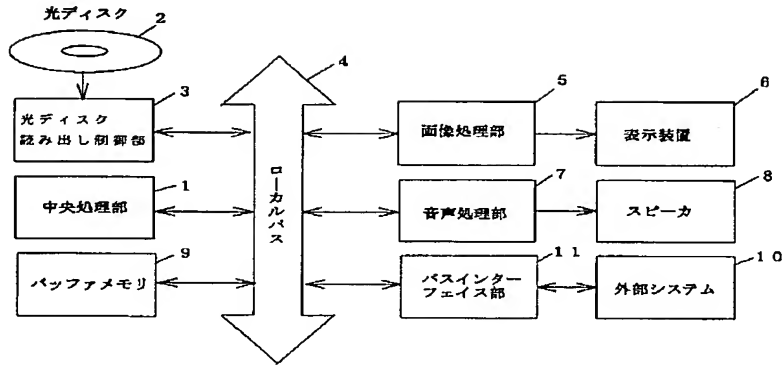 光ディスク
2
4
3
5
6
光ディスク
読み出し制御部
画像処理部
表示装置
1
7
8
中央処理部
ローカルバス
音声処理部
スピーカ
9
11
10
バッファメモリ
バスインター
フェイス部
外部システム